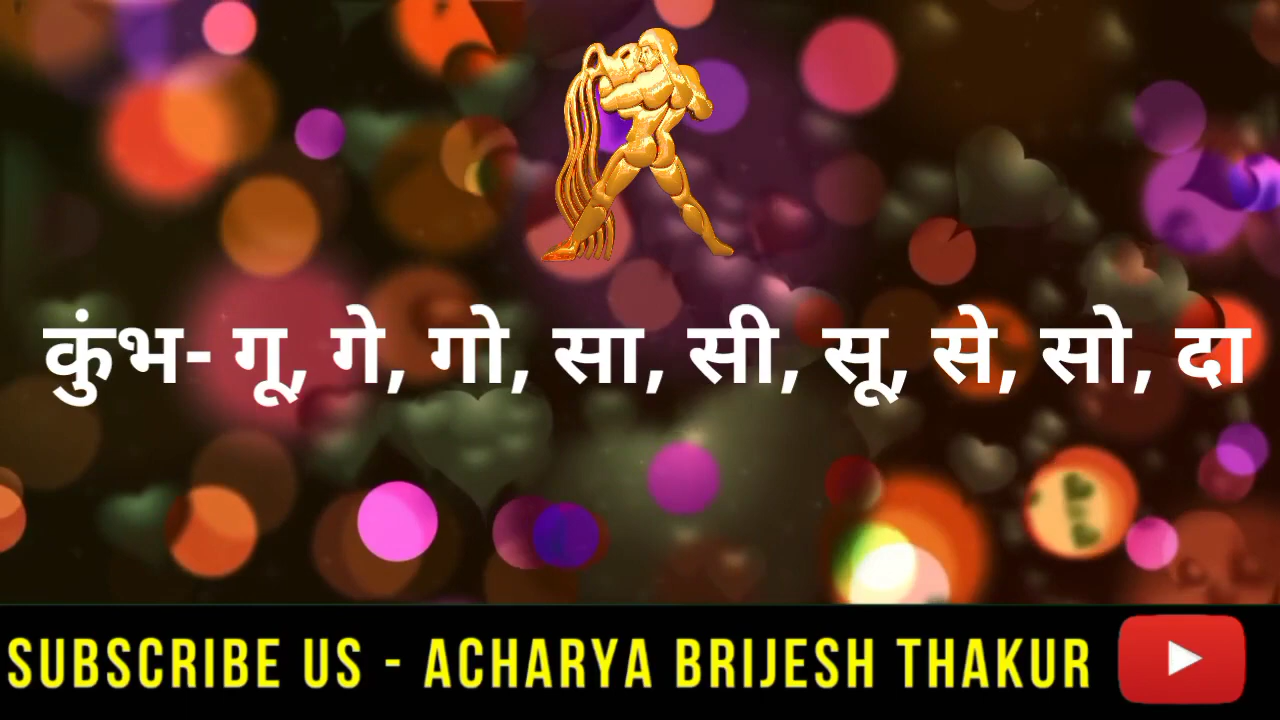 कुंभ- गू, गे, गो, सा, सी, सू, से, सो, दा
SUBSCRIBE US - ACHARYA BRIJESH THAKUR